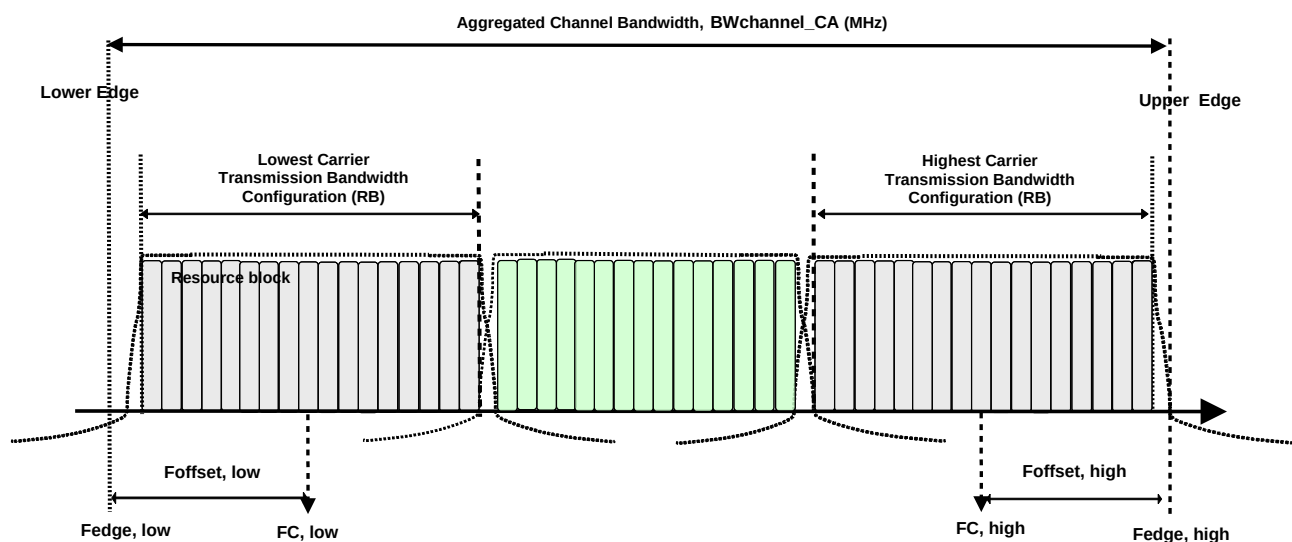 Aggregated Channel Bandwidth, BWchannel_CA (MHz)
Lower Edge
Upper Edge
Lowest Carrier
Transmission Bandwidth
Configuration (RB)
Highest Carrier
Transmission Bandwidth
Configuration (RB)
Resource block
Foffset, low
Foffset, high
Fedge, low
FC, low
FC, high
Fedge, high